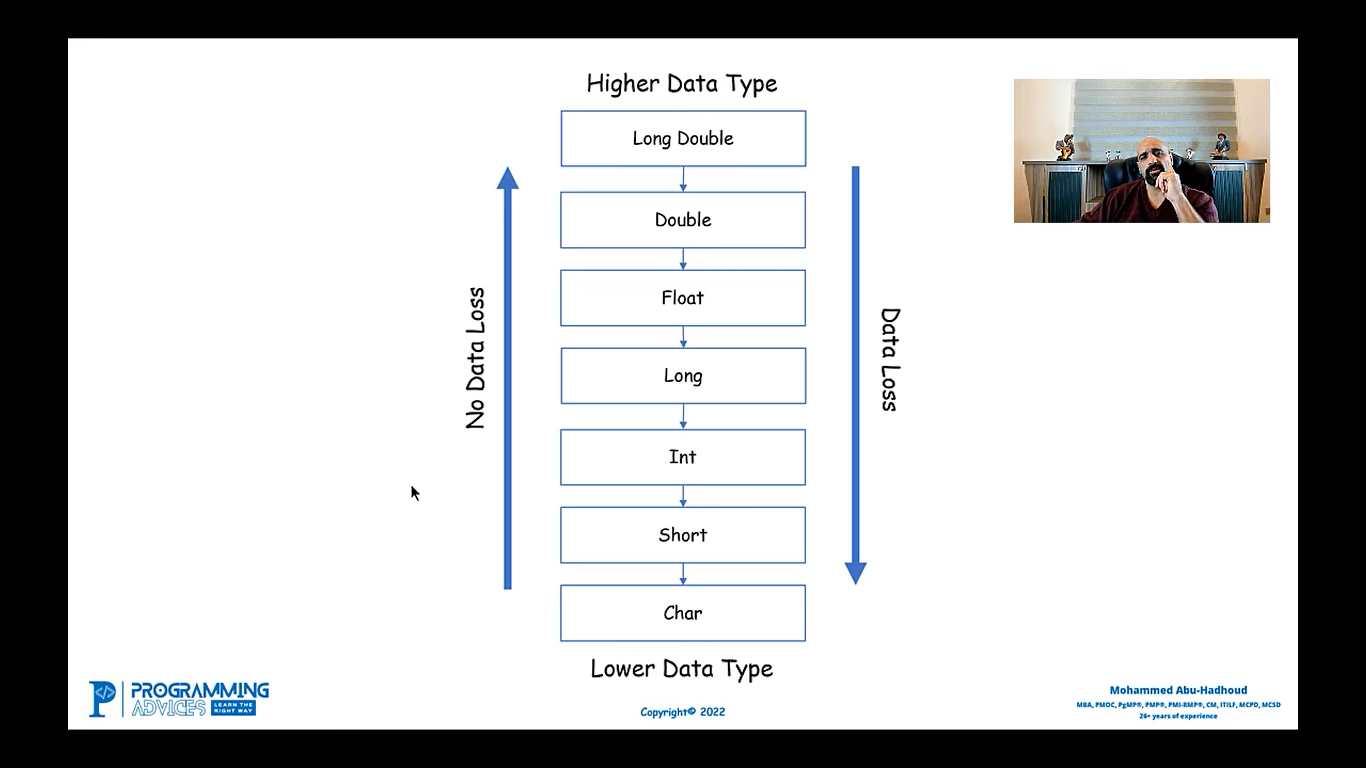 Higher Data Type
Long Double
Double
Float
Long
Int
Short
Char
Lower Data Type
No Data Loss
Data Loss
PROGRAMMING
ADVICES
LEARN THE
RIGHT WAY
Copyright© 2022
Mohammed Abu-Hadhoud
MBA, PMOC, PgMP®, PMP®, PMI-RMP®, CM, ITILF, MCPD, MCSD
26+ years of experience